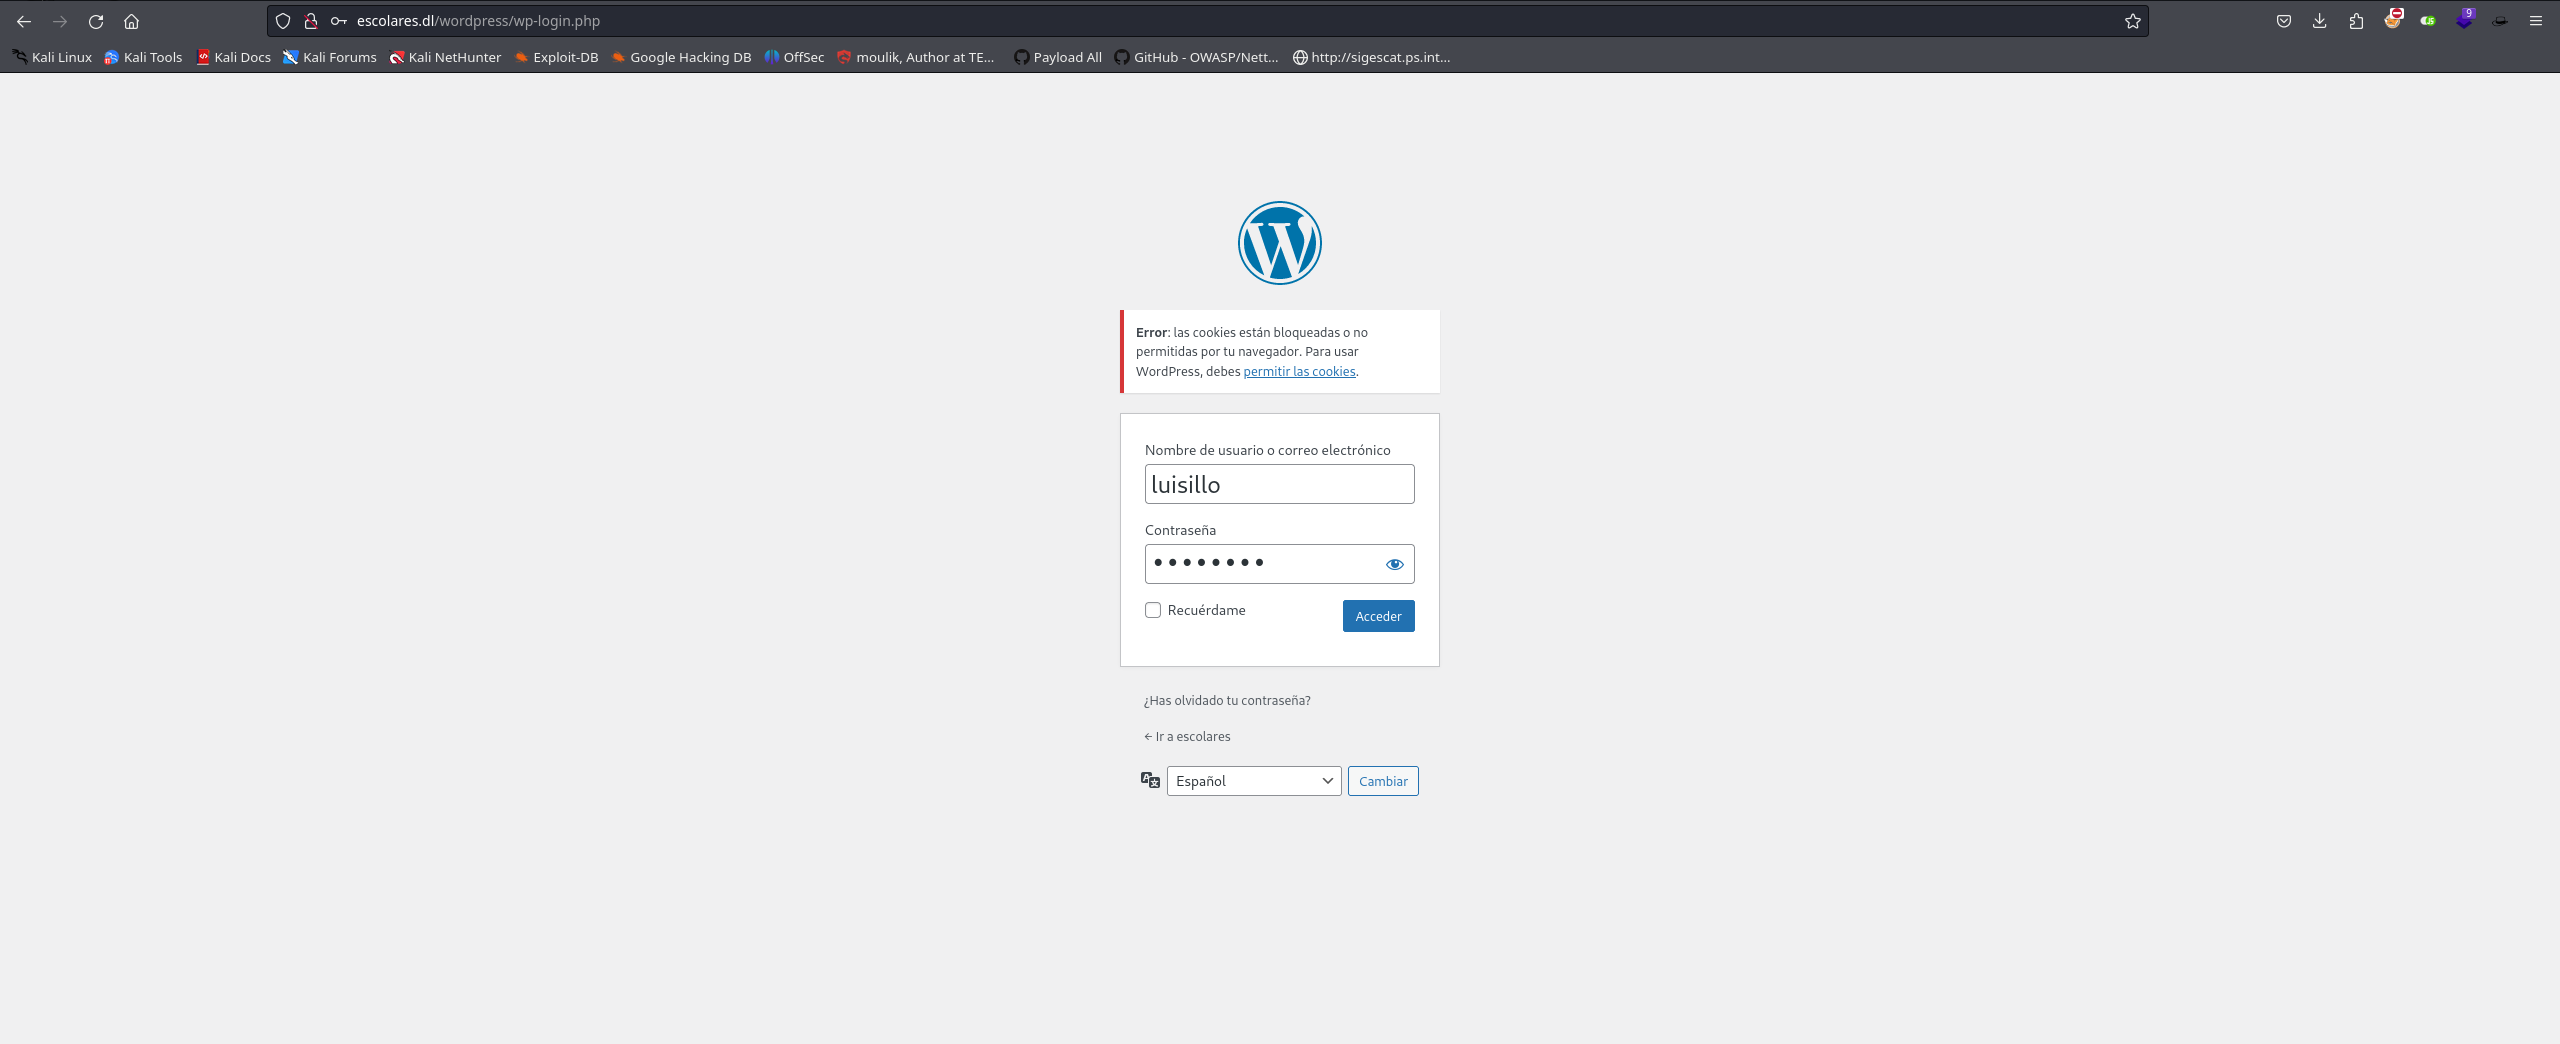 escolares.dl/wordpress/wp-login.php
9
Kali Linux Kali Tools Kali Docs Kali Forums Kali NetHunter Exploit-DB Google Hacking DB OffSec moulik, Author at TE... Payload All GitHub - OWASP/Nett... http://sigescat.ps.int...
Error: las cookies están bloqueadas o no
permitidas por tu navegador. Para usar
WordPress, debes permitir las cookies.
Nombre de usuario o correo electrónico
luisillo
Contraseña
Recuérdame Acceder
¿Has olvidado tu contraseña?
← Ir a escolares
Español Cambiar